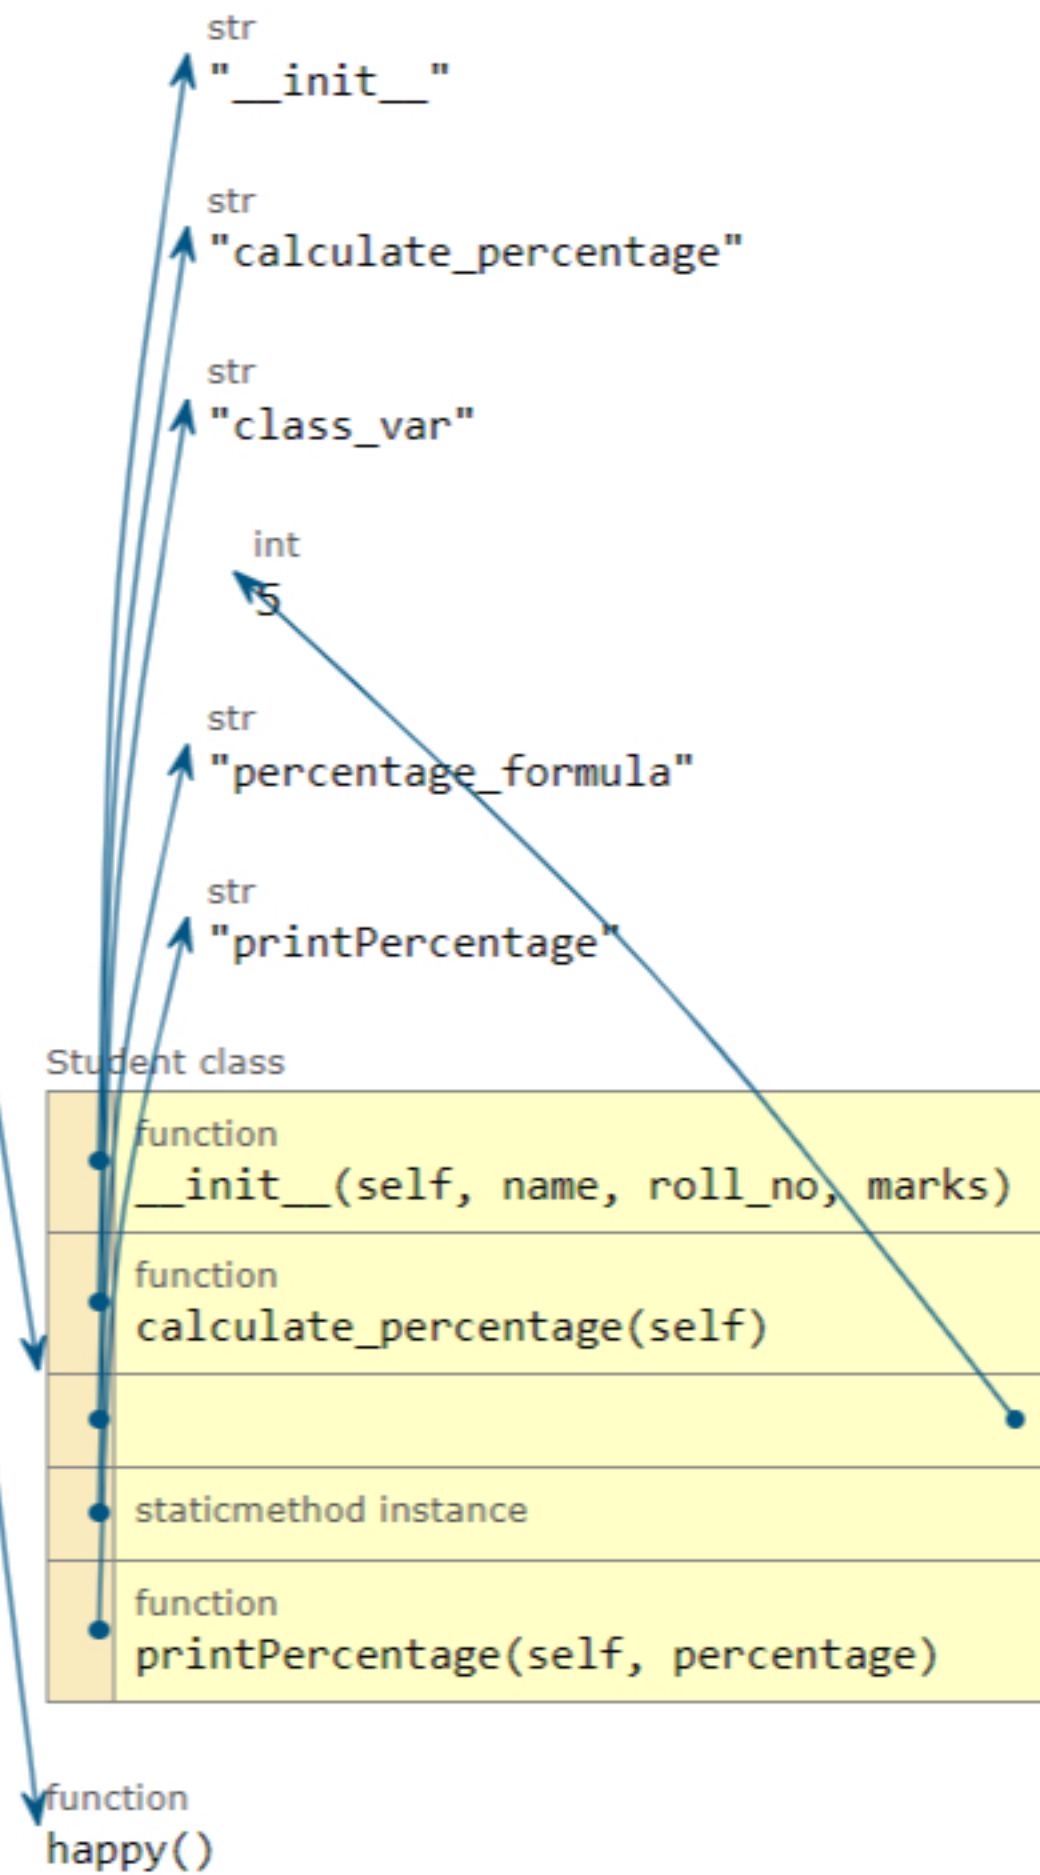 str
"__init__"
str
"calculate_percentage"
str
"class_var"
int
5
str
"percentage_formula"
str
"printPercentage"
Student class
function
__init__(self, name, roll_no, marks)
function
calculate_percentage(self)
staticmethod instance
function
printPercentage(self, percentage)
function
happy()